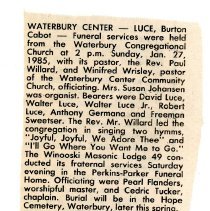 WATERBURY CENTER — LUCE, Burton
Cabot — Funeral services were held
from the Waterbury Congregational
Church at 2 p.m. Sunday, Jan. 27,
1985, with its pastor, the Rev. Paul
Willard, and Winifred Wrisley, pastor
of the Waterbury Center Community
Church, officiating. Mrs. Susan Johansen
was organist. Bearers were David Luce,
Walter Luce, Walter Luce Jr., Robert
Luce, Anthony Germana and Freeman
Sweetser. The Rev. Mr. Willard led the
congregation in singing two hymns,
"Joyful, Joyful, We Adore Thee" and
"I'll Go Where You Want Me to Go."
The Winooski Masonic Lodge 49 con
ducted its fraternal services Saturday
evening in the Perkins-Parker Funeral
Home. Officiating were Pearl Flanders,
worshipful master, and Cedric Tucker,
chaplain. Burial will be in the Hope
Cemetery, Waterbury, later this spring.